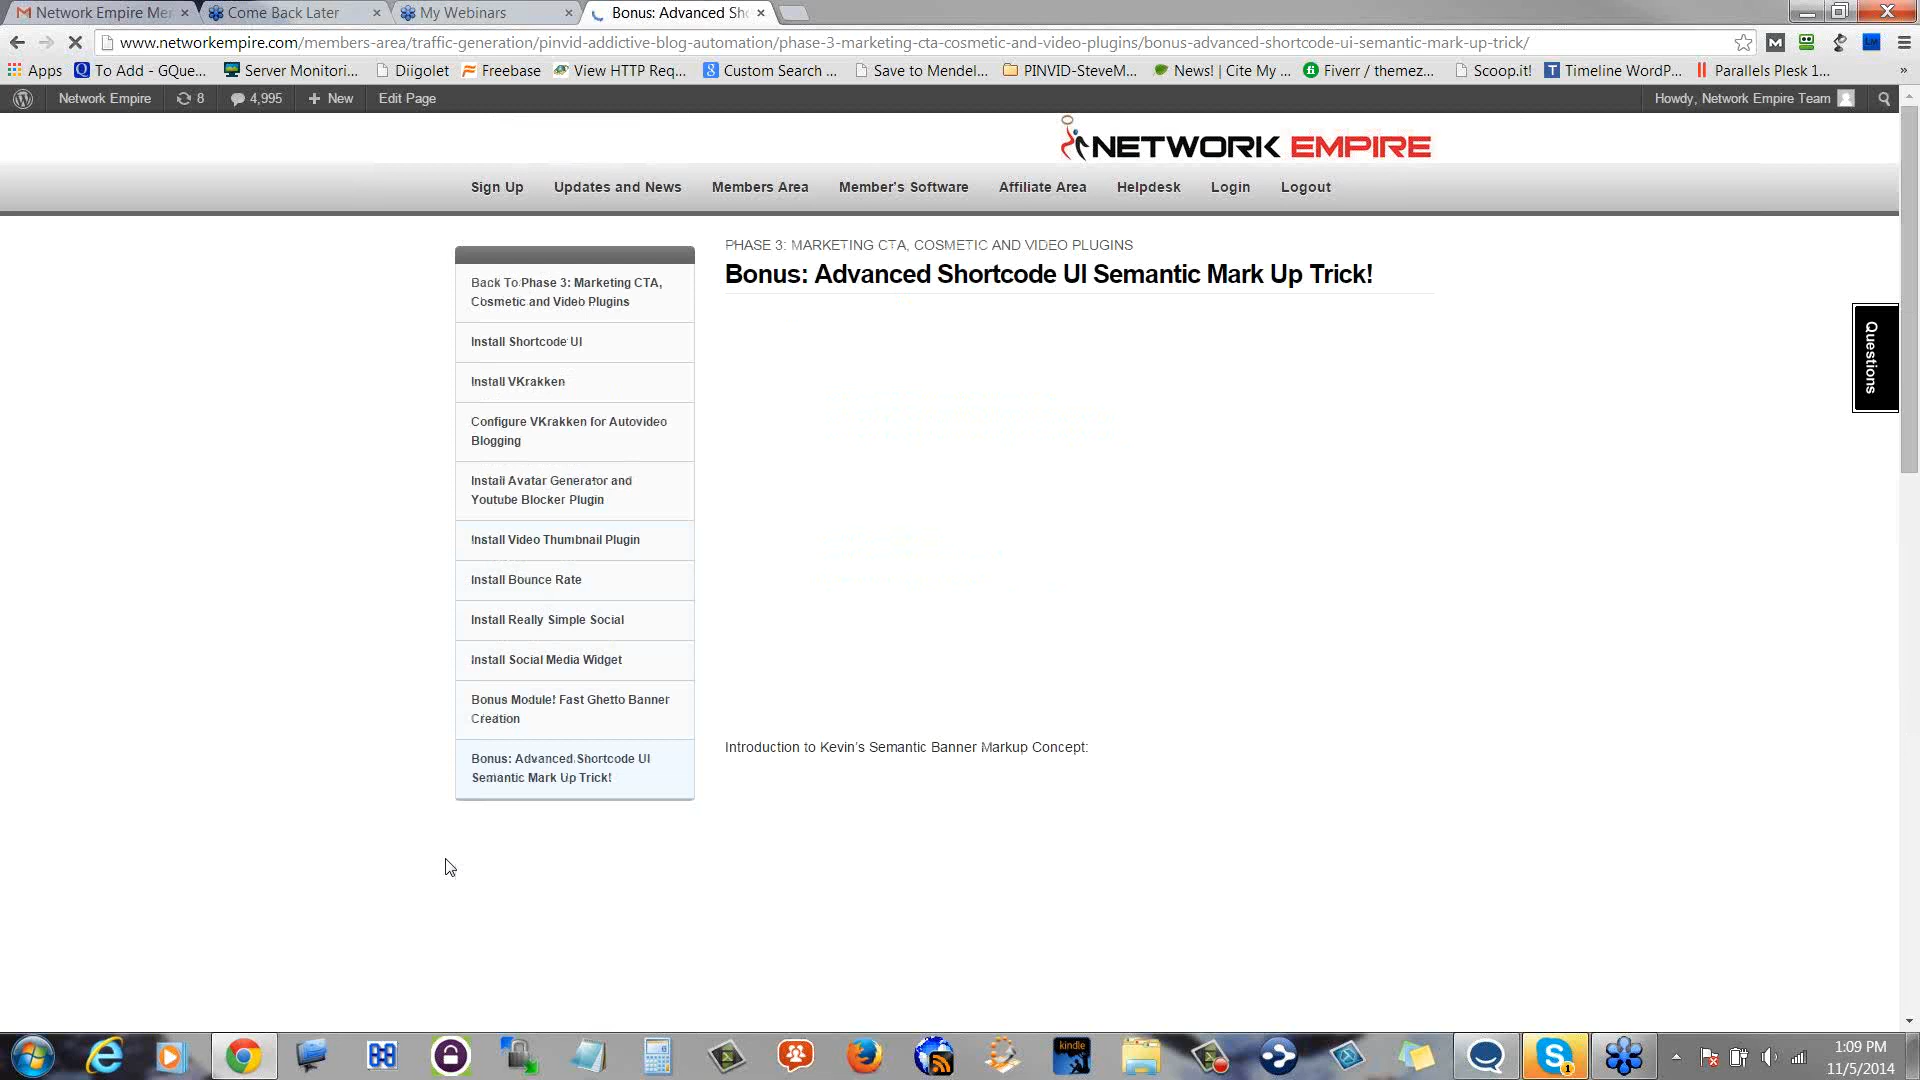 Network Empire Mem
Come Back Later
My Webinars
Bonus: Advanced Sho
www.networkempire.com/members-area/traffic-generation/pinvid-addictive-blog-automation/phase-3-marketing-cta-cosmetic-and-video-plugins/bonus-advanced-shortcode-ui-semantic-mark-up-trick/
Apps
To Add - GQue...
Server Monitori...
Diigolet
Freebase
View HTTP Req...
Custom Search ...
Save to Mendel...
PINVID-SteveM...
News! | Cite My ...
Fiverr / themez...
Scoop.it!
Timeline WordP...
Parallels Plesk 1...
»
Network Empire
8
4,995
+ New
Edit Page
Howdy, Network Empire Team
NETWORK EMPIRE
Sign Up
Updates and News
Members Area
Member's Software
Affiliate Area
Helpdesk
Login
Logout
PHASE 3: MARKETING CTA, COSMETIC AND VIDEO PLUGINS
Bonus: Advanced Shortcode UI Semantic Mark Up Trick!
Back To Phase 3: Marketing CTA,
Cosmetic and Video Plugins
Install Shortcode UI
Install VKrakken
Configure VKrakken for Autovideo
Blogging
Install Avatar Generator and
Youtube Blocker Plugin
Install Video Thumbnail Plugin
Install Bounce Rate
Install Really Simple Social
Install Social Media Widget
Bonus Module! Fast Ghetto Banner
Creation
Bonus: Advanced Shortcode UI
Semantic Mark Up Trick!
Questions
Introduction to Kevin's Semantic Banner Markup Concept:
kindle
1
1:09 PM
11/5/2014